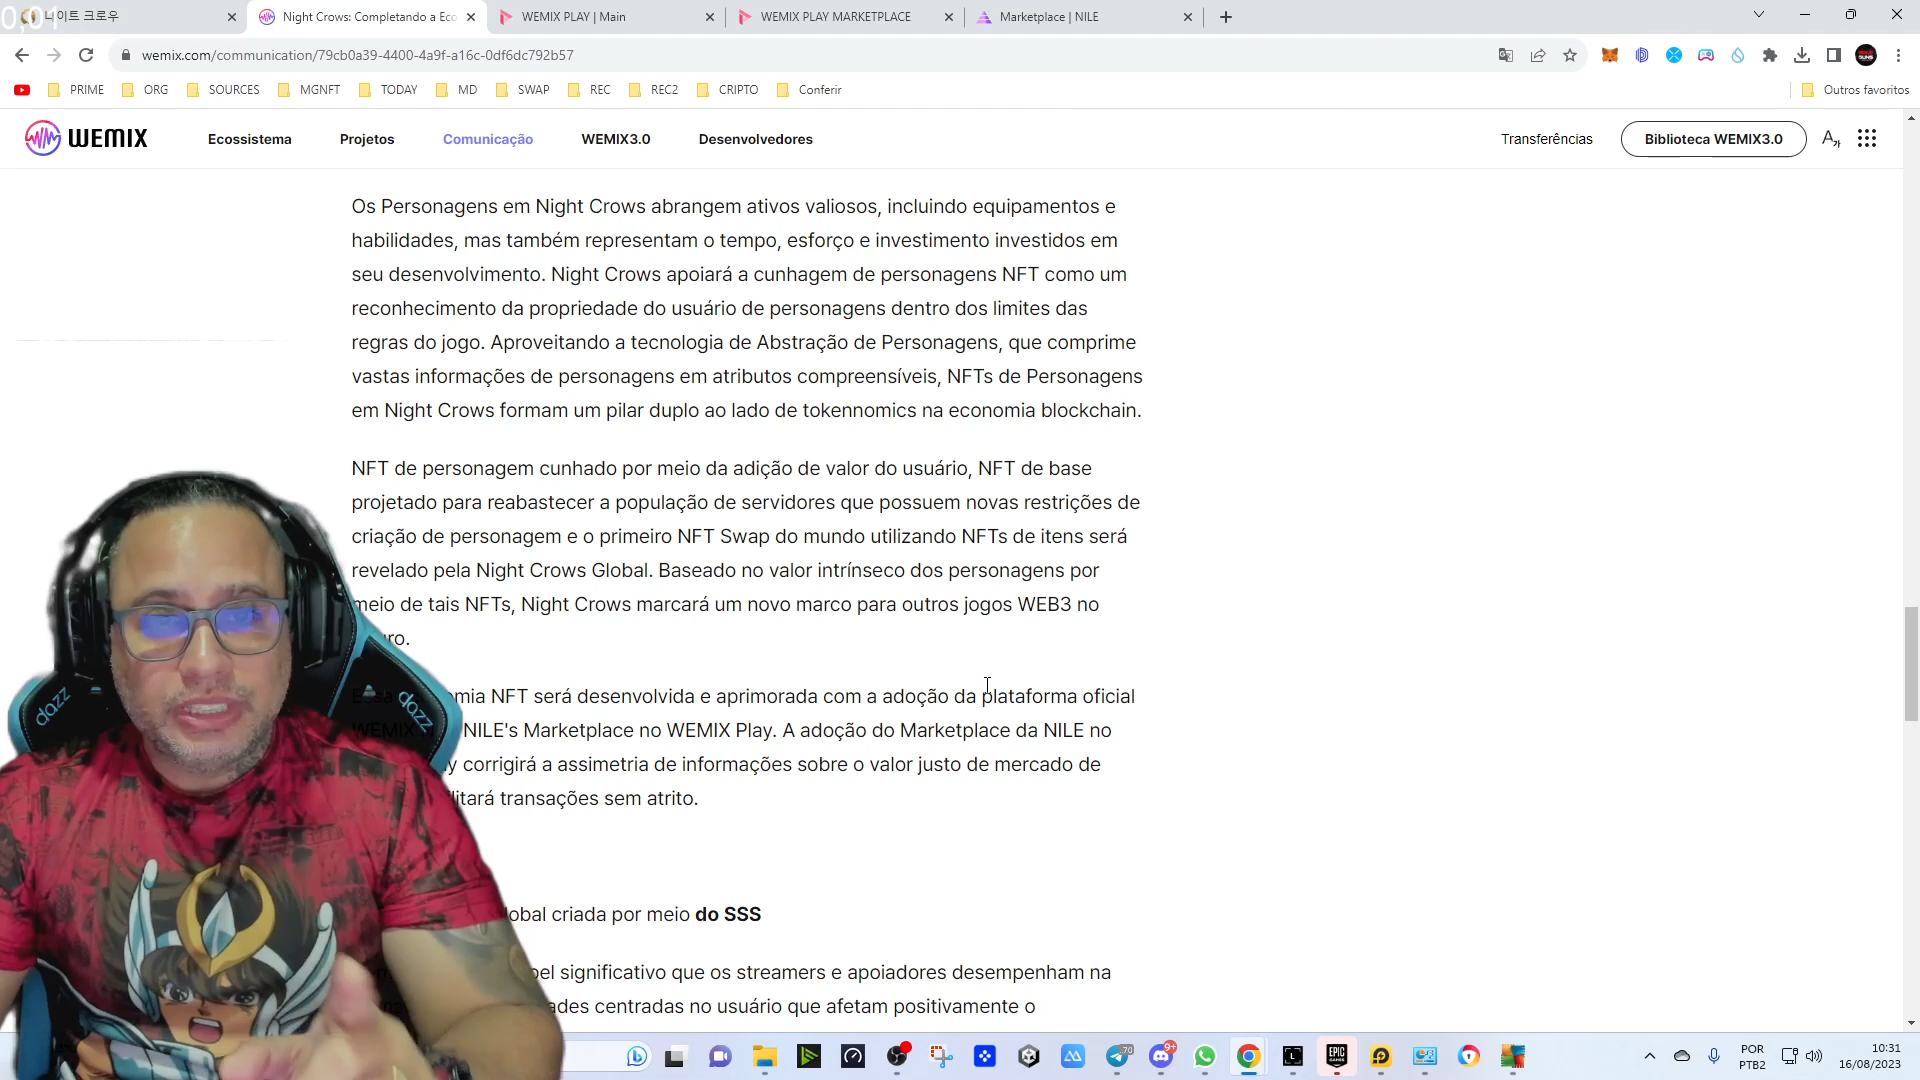 0,01
나이트 크로우
Night Crows: Completando a Eco
WEMIX PLAY | Main
WEMIX PLAY MARKETPLACE
Marketplace | NILE
wemix.com/communication/79cb0a39-4400-4a9f-a16c-0df6dc792b57
PRIME
ORG
SOURCES
MGNFT
TODAY
MD
SWAP
REC
REC2
CRIPTO
Conferir
Outros favoritos
WEMIX
Ecossistema
Projetos
Comunicação
WEMIX3.0
Desenvolvedores
Transferências
Biblioteca WEMIX3.0
Os Personagens em Night Crows abrangem ativos valiosos, incluindo equipamentos e
habilidades, mas também representam o tempo, esforço e investimento investidos em
seu desenvolvimento. Night Crows apoiará a cunhagem de personagens NFT como um
reconhecimento da propriedade do usuário de personagens dentro dos limites das
regras do jogo. Aproveitando a tecnologia de Abstração de Personagens, que comprime
vastas informações de personagens em atributos compreensíveis, NFTs de Personagens
em Night Crows formam um pilar duplo ao lado de tokennomics na economia blockchain.
NFT de personagem cunhado por meio da adição de valor do usuário, NFT de base
projetado para reabastecer a população de servidores que possuem novas restrições de
criação de personagem e o primeiro NFT Swap do mundo utilizando NFTs de itens será
revelado pela Night Crows Global. Baseado no valor intrínseco dos personagens por
meio de tais NFTs, Night Crows marcará um novo marco para outros jogos WEB3 no
ro.
mia NFT será desenvolvida e aprimorada com a adoção da plataforma oficial
WEMIX NILE's Marketplace no WEMIX Play. A adoção do Marketplace da NILE no
y corrigirá a assimetria de informações sobre o valor justo de mercado de
litará transações sem atrito.
lobal criada por meio do SSS
pel significativo que os streamers e apoiadores desempenham na
ades centradas no usuário que afetam positivamente o
dazz
dazz
70
9+
EPIC
GAMES
POR
PTB2
10:31
16/08/2023